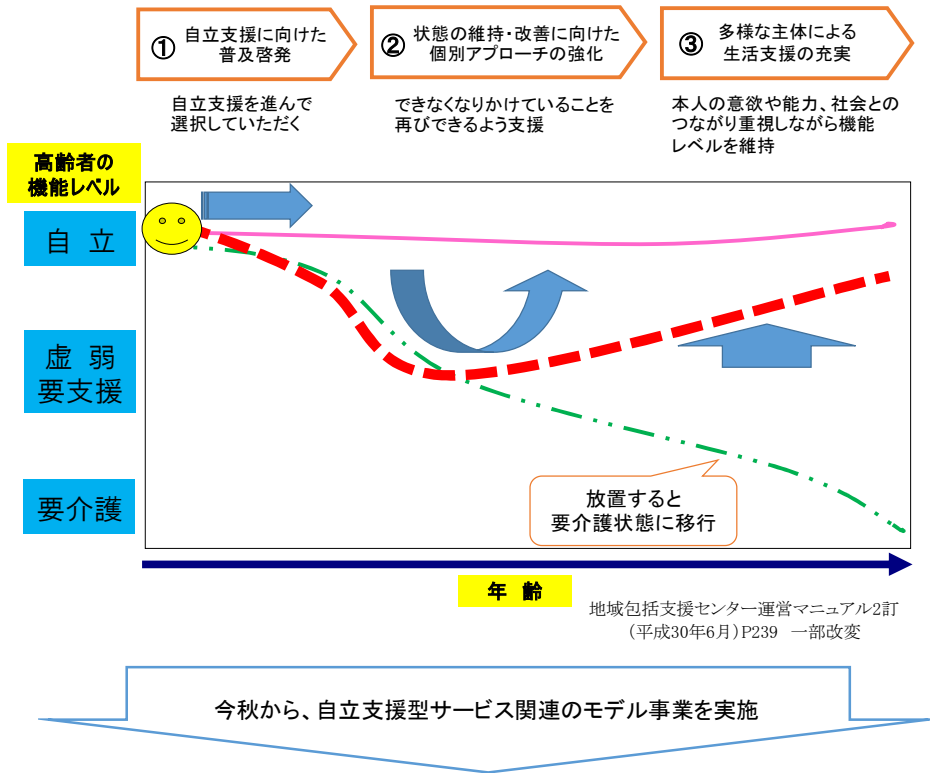 ① 自立支援に向けた
普及啓発
② 状態の維持・改善に向けた
個別アプローチの強化
③ 多様な主体による
生活支援の充実
自立支援を進んで
選択していただく
できなくなりかけていることを
再びできるよう支援
本人の意欲や能力、社会との
つながり重視しながら機能
レベルを維持
高齢者の
機能レベル
自 立
虚 弱
要支援
要介護
放置すると
要介護状態に移行
年 齢
地域包括支援センター運営マニュアル2訂
(平成30年6月)P239 一部改変
今秋から、自立支援型サービス関連のモデル事業を実施